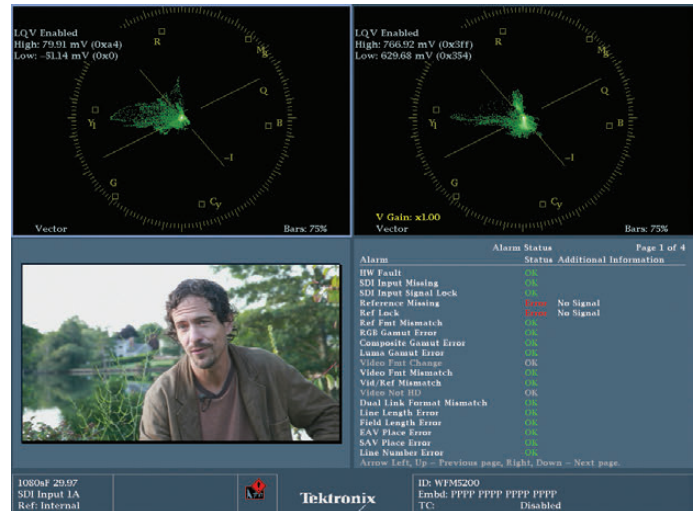 LQV Enabled
High: 79.91 mV (0xa4)
Low: -51.14 mV (0x0)
R
Mg
Q
Yl
B
-I
G
Cy
Vector
Bars: 75%
LQV Enabled
High: 766.92 mV (0x3ff)
Low: 629.68 mV (0x354)
R
Mg
Q
Yl
B
-I
G
Cy
V Gain: x1.00
Vector
Bars: 75%
Alarm Status Page 1 of 4
Alarm Status Additional Information
HW Fault OK
SDI Input Missing OK
SDI Input Signal Lock OK
Reference Missing Error No Signal
Ref Lock Error No Signal
Ref Fmt Mismatch OK
RGB Gamut Error OK
Composite Gamut Error OK
Luma Gamut Error OK
Video Fmt Change OK
Video Fmt Mismatch OK
Vid/Ref Mismatch OK
Video Not HD OK
Dual Link Format Mismatch OK
Line Length Error OK
Field Length Error OK
EAV Place Error OK
SAV Place Error OK
Line Number Error OK
Arrow Left, Up - Previous page, Right, Down - Next page.
1080sF 29.97
SDI Input 1A
Ref: Internal
Tektronix
ID: WFM5200
Embd: PPPP PPPP PPPP PPPP
TC: Disabled